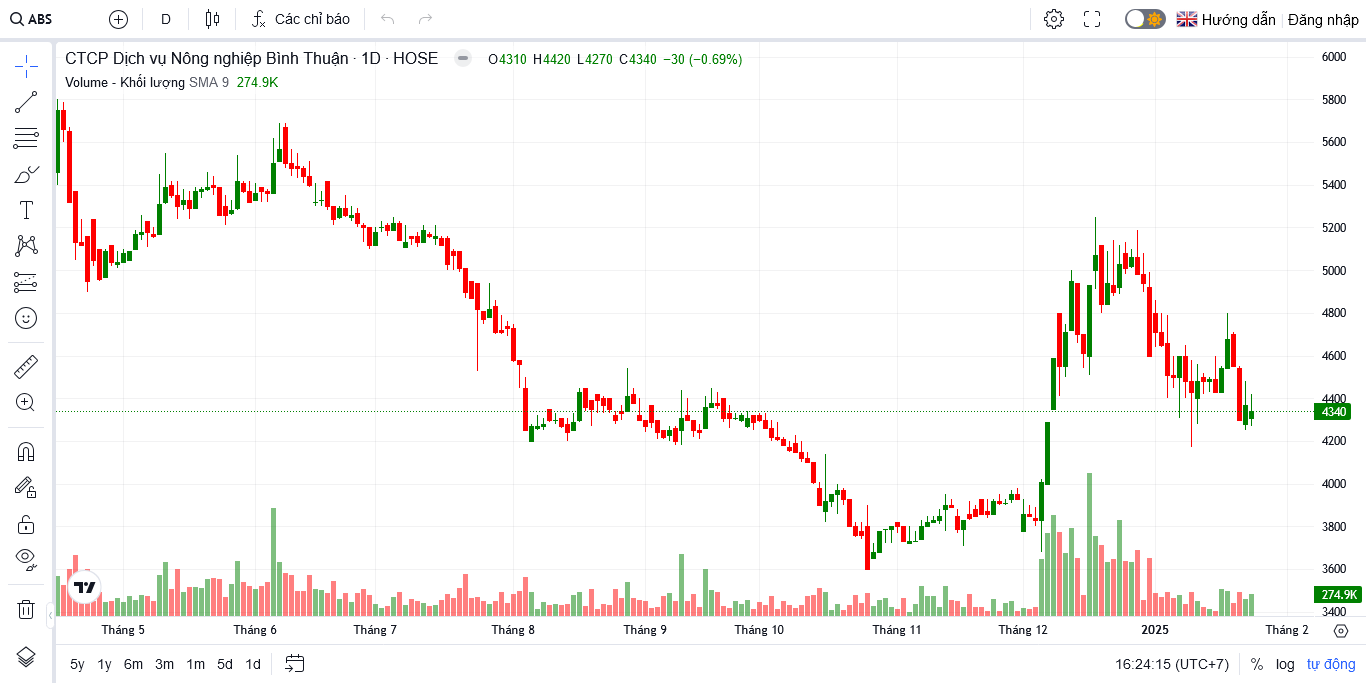 ABS D Các chỉ báo Hướng dẫn Đăng nhập
CTCP Dịch vụ Nông nghiệp Bình Thuận · 1D · HOSE O4310 H4420 L4270 C4340 −30 (−0.69%)
Volume - Khối lượng SMA 9 274.9K
6000
5800
5600
5400
5200
5000
4800
4600
4400
4340
4200
4000
3800
3600
274.9K
3400
Tháng 5 Tháng 6 Tháng 7 Tháng 8 Tháng 9 Tháng 10 Tháng 11 Tháng 12 2025 Tháng 2
5y 1y 6m 3m 1m 5d 1d 16:24:15 (UTC+7) % log tự động